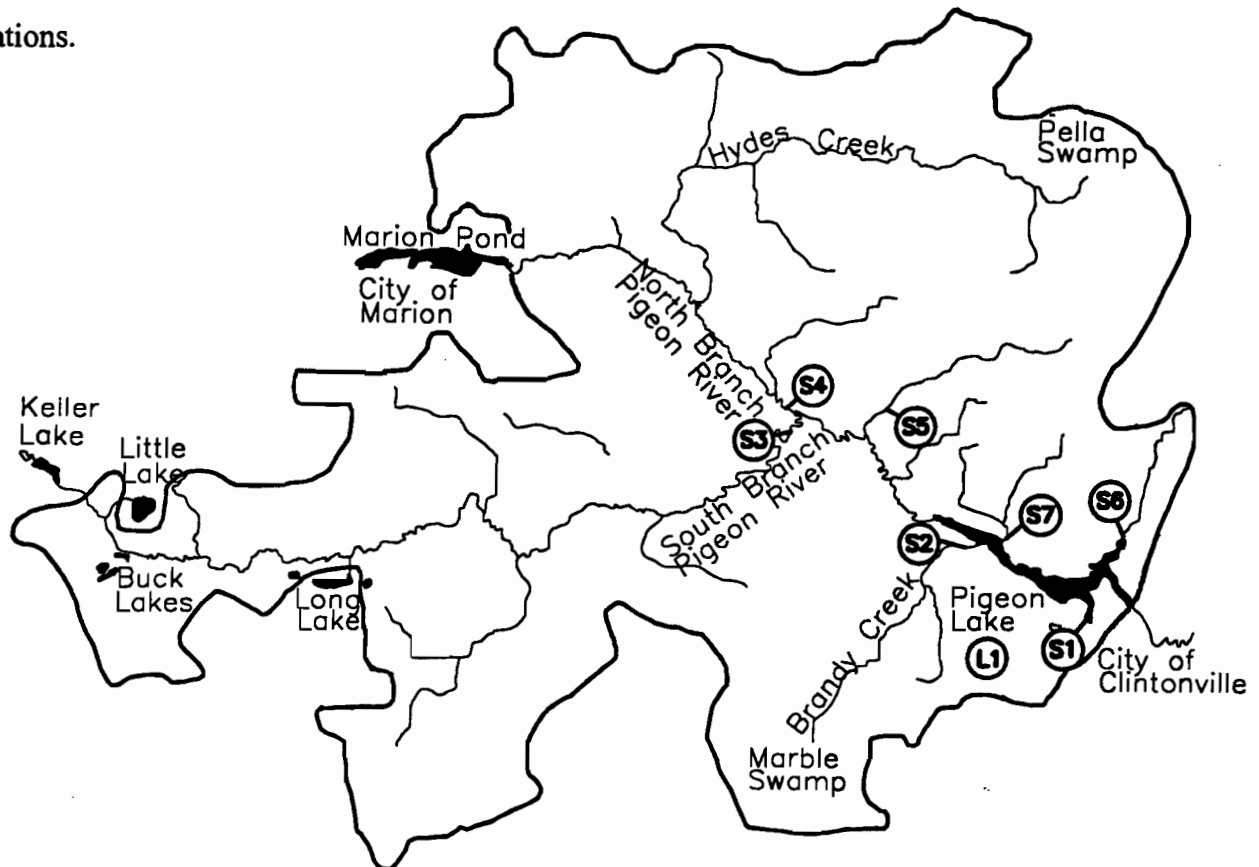 ations.
Pella
Swamp
Hydes Creek
Marion Pond
City of
Marion
North Branch
Pigeon River
S4
S3
S5
Keller
Lake
Little
Lake
South Branch
Pigeon River
S6
S7
S2
Buck
Lakes
Long
Lake
Brandy Creek
Pigeon
Lake
L1
S1
City of
Clintonville
Marble
Swamp